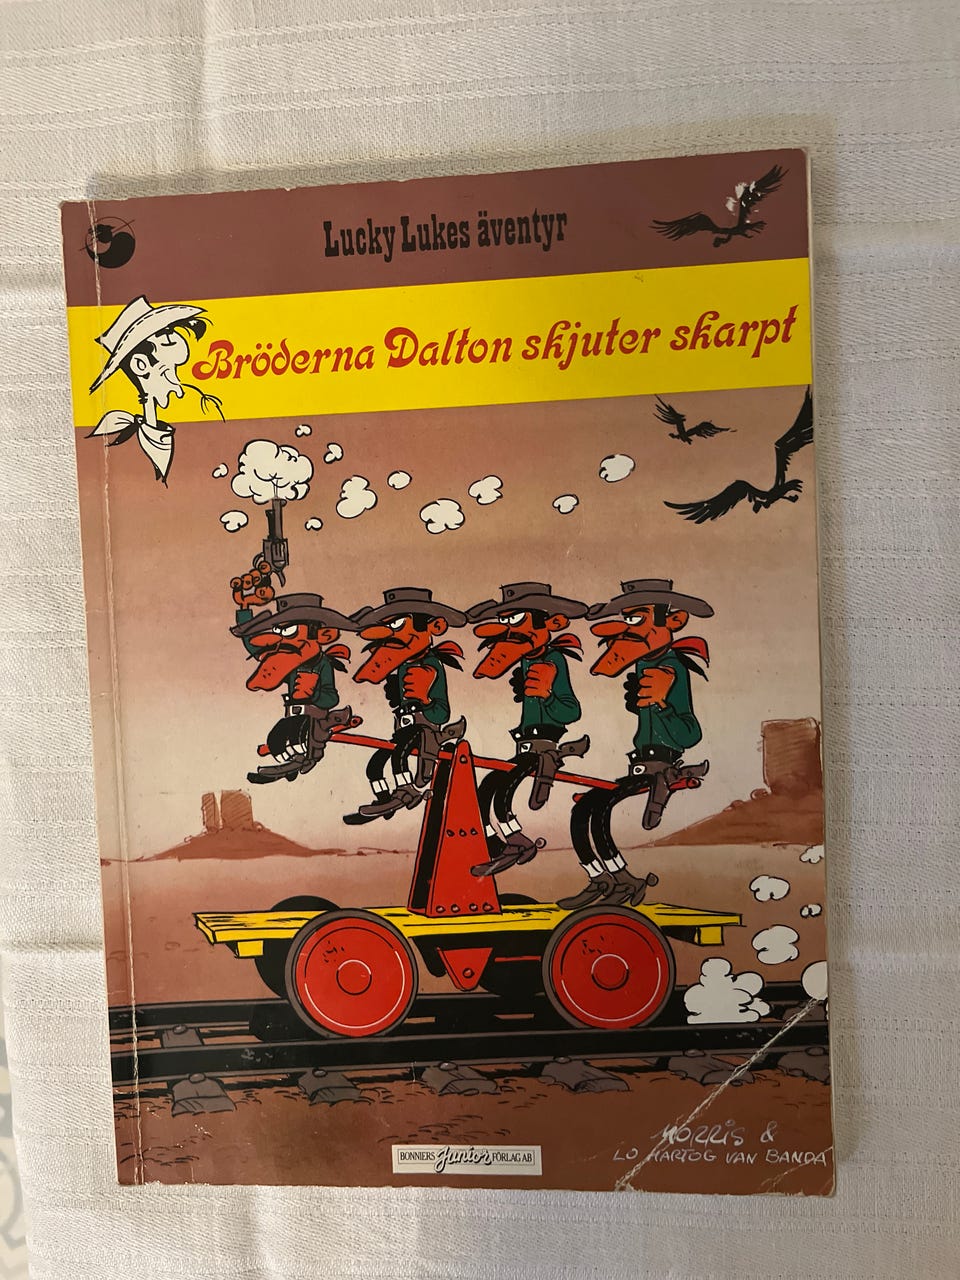 Lucky Lukes äventyr
Bröderna Dalton skjuter skarpt
BONNIERS Junior FÖRLAG AB
MORRIS &
LO HARTOG VAN BANDA